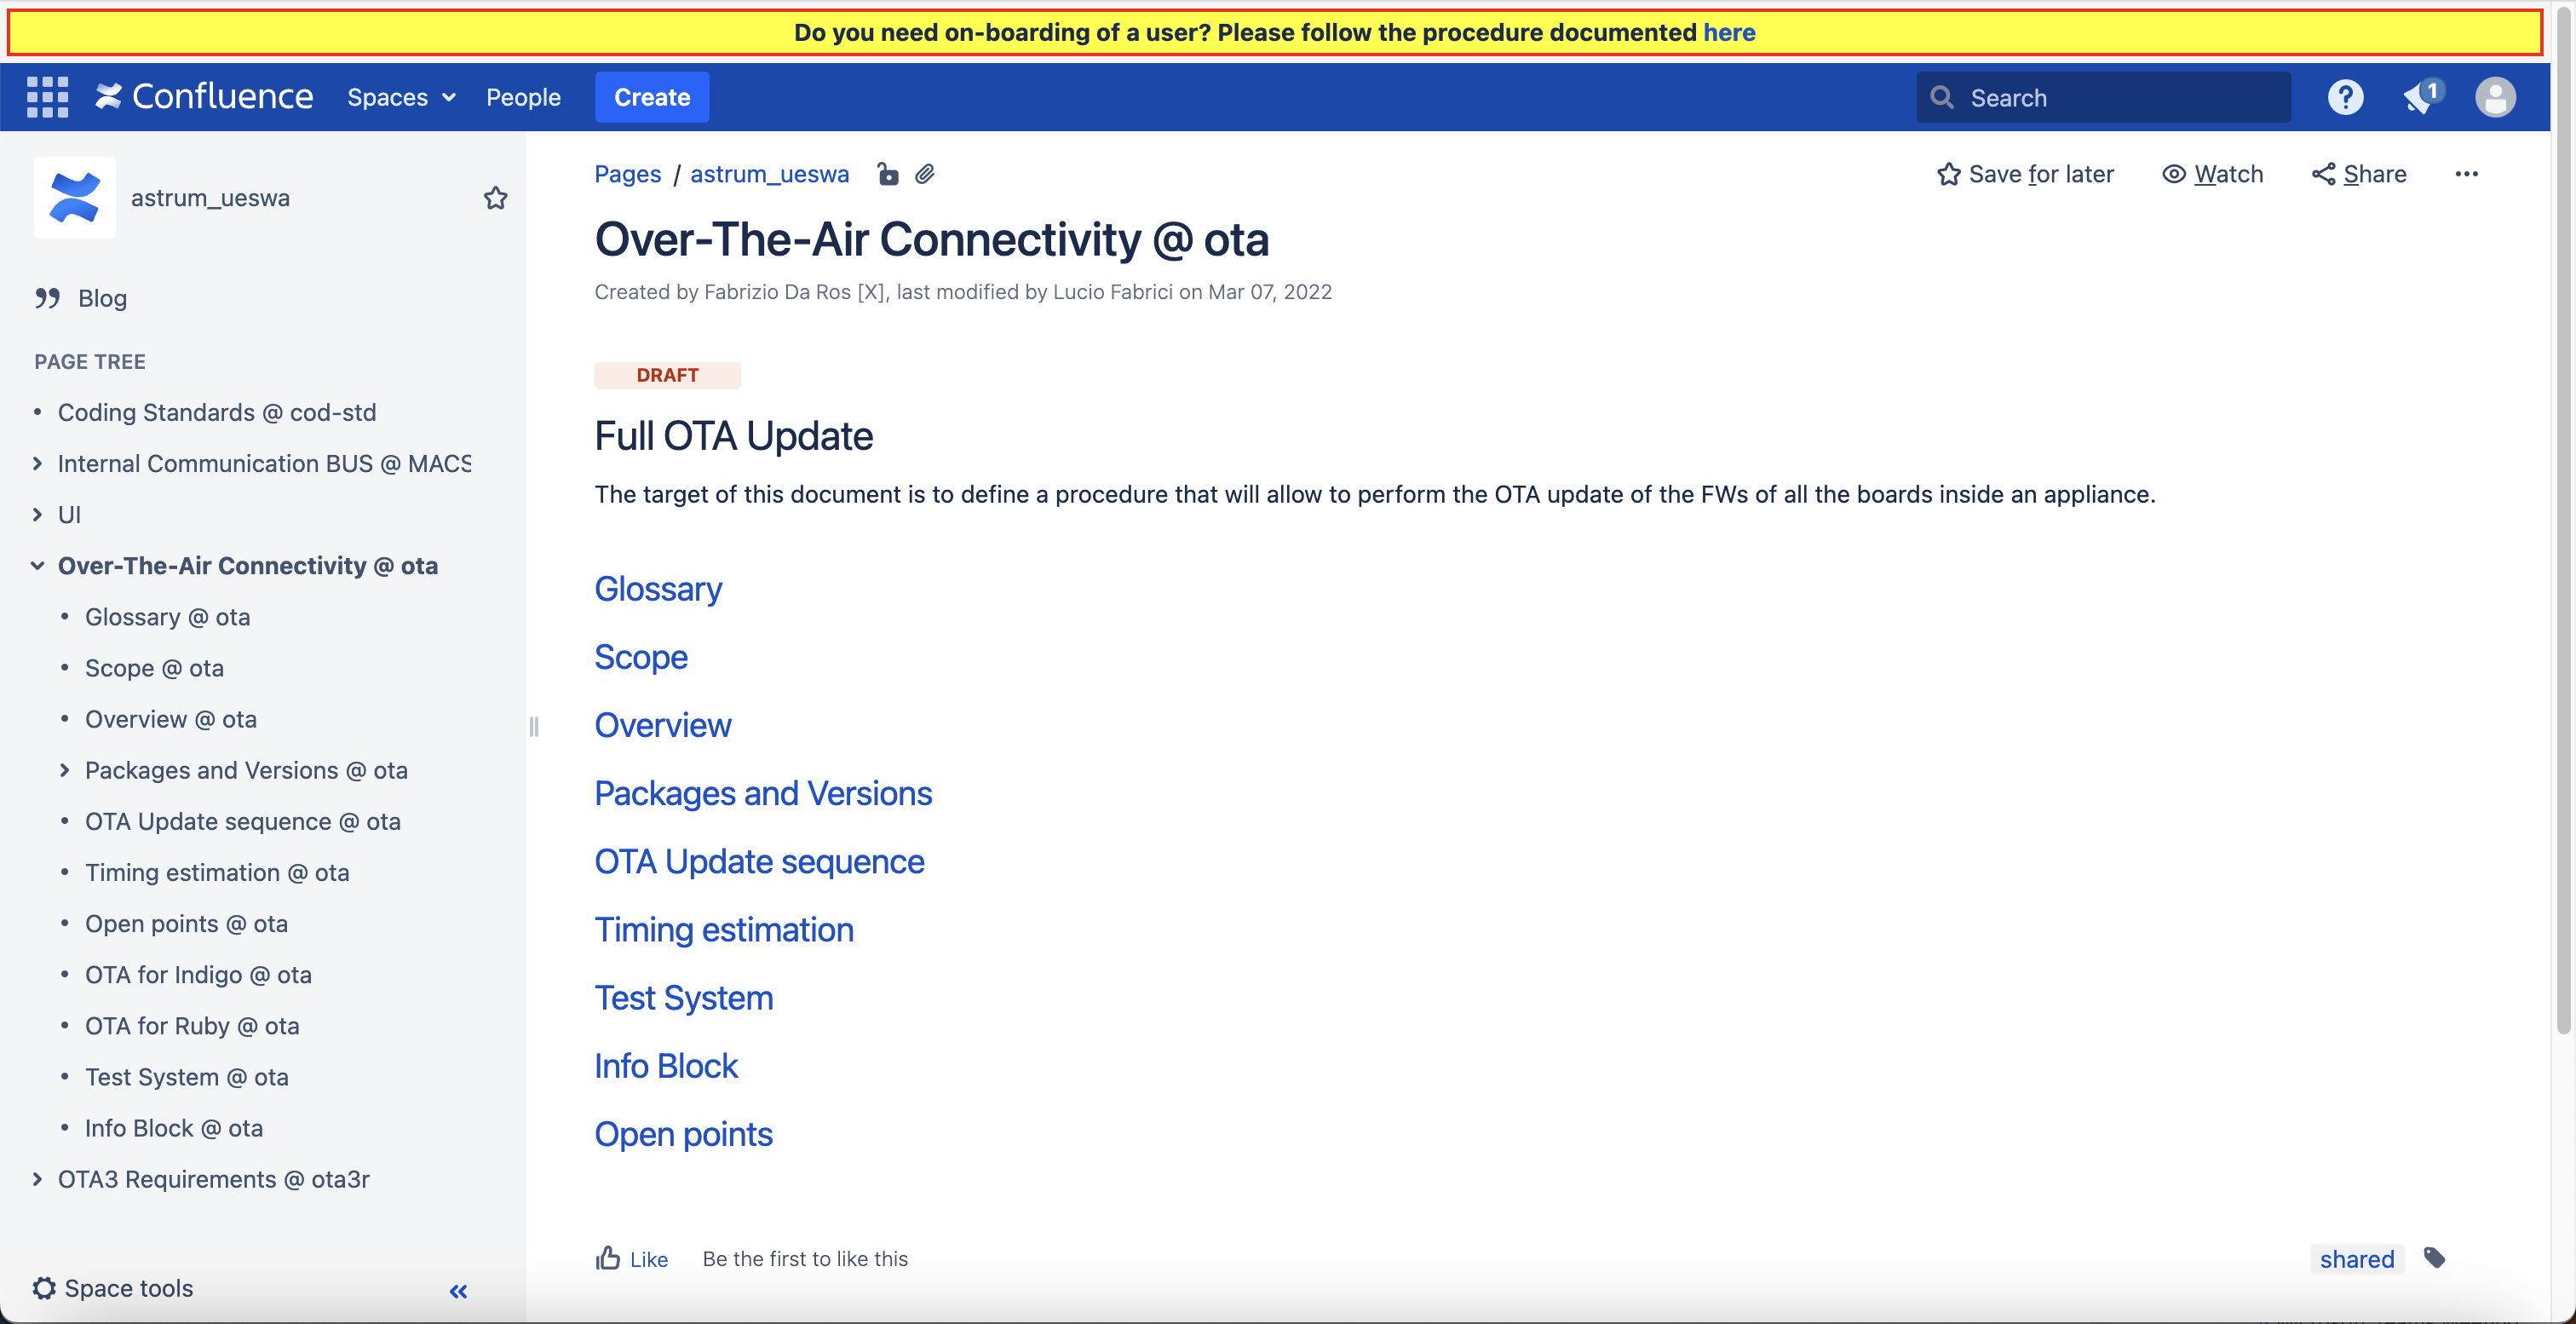 Do you need on-boarding of a user? Please follow the procedure documented here
Confluence Spaces People Create Search 1
astrum_ueswa
Blog
PAGE TREE
Coding Standards @ cod-std
Internal Communication BUS @ MACS
UI
Over-The-Air Connectivity @ ota
Glossary @ ota
Scope @ ota
Overview @ ota
Packages and Versions @ ota
OTA Update sequence @ ota
Timing estimation @ ota
Open points @ ota
OTA for Indigo @ ota
OTA for Ruby @ ota
Test System @ ota
Info Block @ ota
OTA3 Requirements @ ota3r
Space tools
Pages / astrum_ueswa
Save for later Watch Share
Over-The-Air Connectivity @ ota
Created by Fabrizio Da Ros [X], last modified by Lucio Fabrici on Mar 07, 2022
DRAFT
Full OTA Update
The target of this document is to define a procedure that will allow to perform the OTA update of the FWs of all the boards inside an appliance.
Glossary
Scope
Overview
Packages and Versions
OTA Update sequence
Timing estimation
Test System
Info Block
Open points
Like Be the first to like this
shared